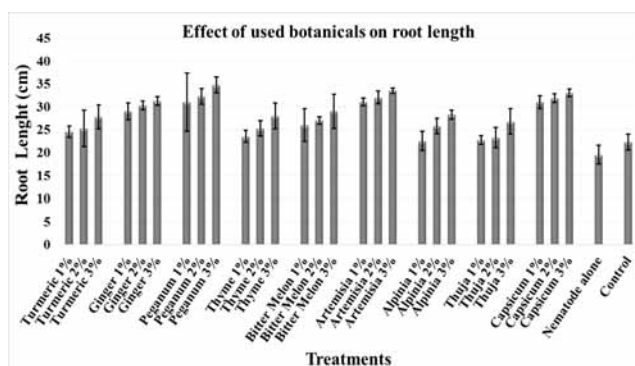 Effect of used botanicals on root length
Root Lenght (cm)
45
40
35
30
25
20
15
10
5
0
Turmeric 1%
Turmeric 2%
Turmeric 3%
Ginger 1%
Ginger 2%
Ginger 3%
Peganum 1%
Peganum 2%
Peganum 3%
Thyme 1%
Thyme 2%
Thyme 3%
Bitter Melon 1%
Bitter Melon 2%
Bitter Melon 3%
Artemisia 1%
Artemisia 2%
Artemisia 3%
Alpinia 1%
Alpinia 2%
Alpinia 3%
Thuja 1%
Thuja 2%
Thuja 3%
Capsicum 1%
Capsicum 2%
Capsicum 3%
Nematode alone
Control
Treatments